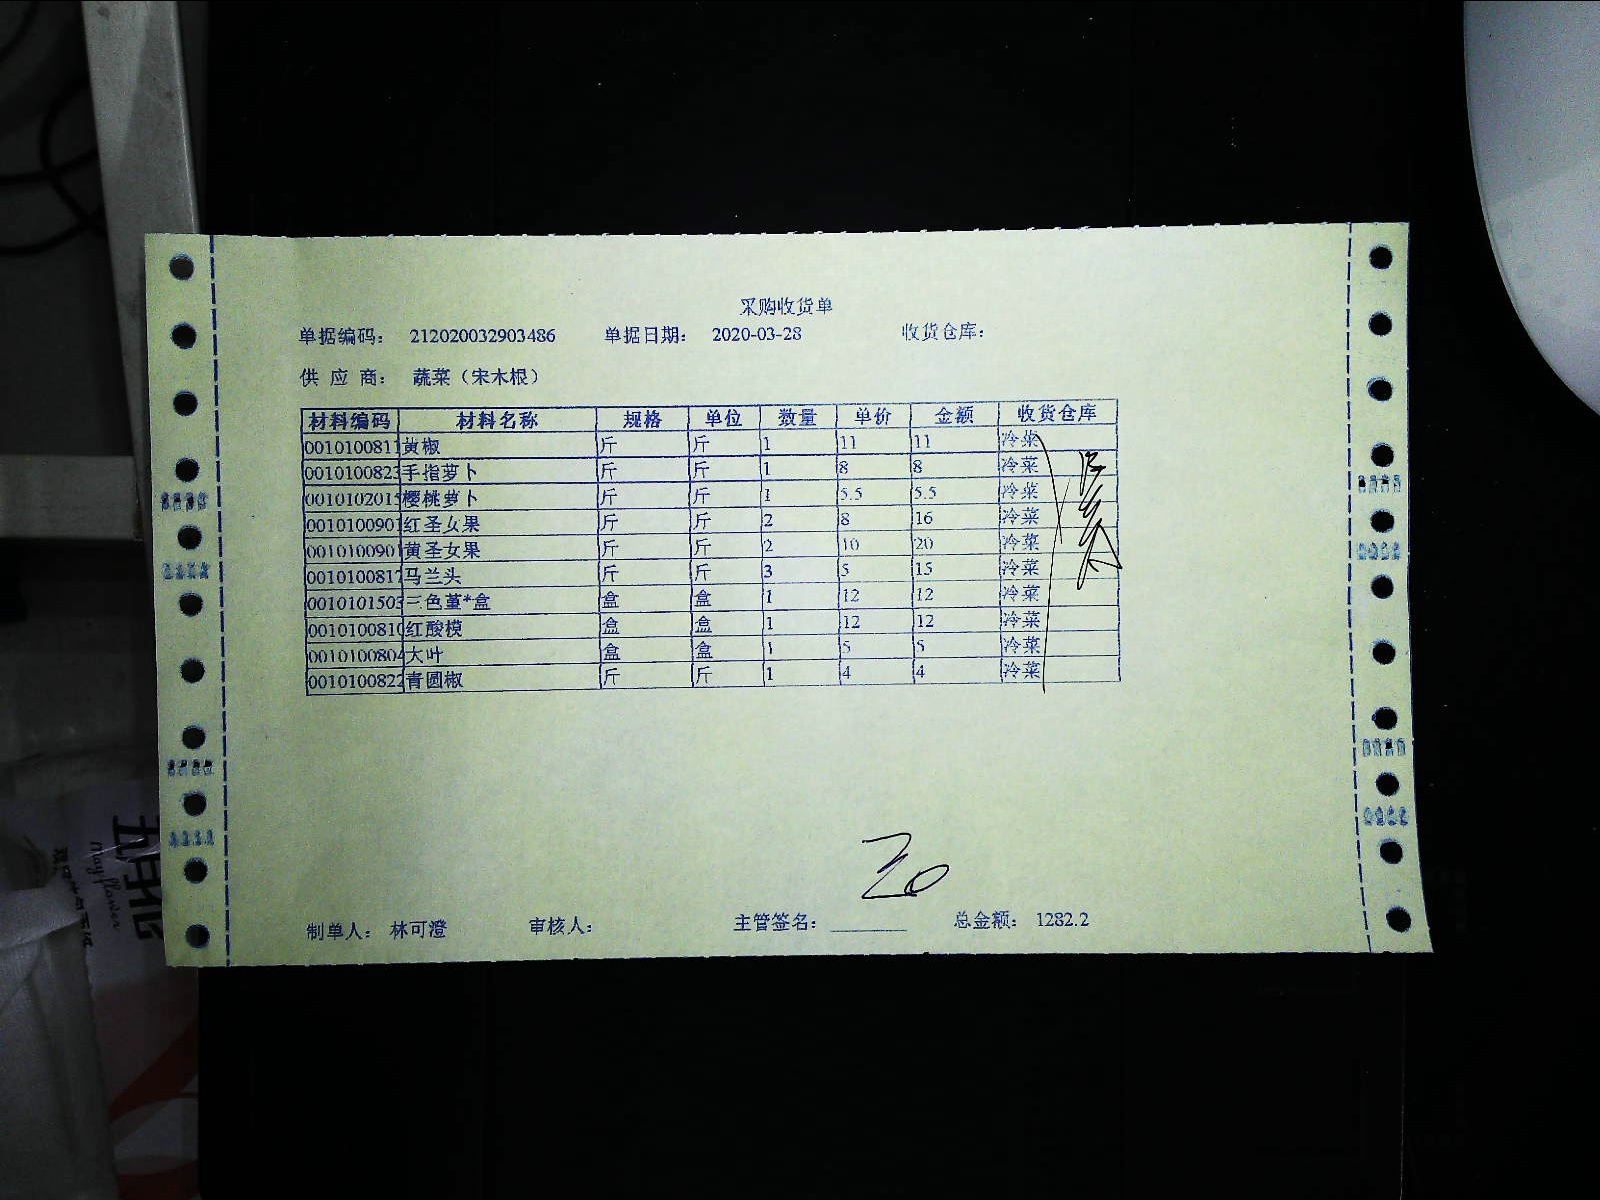 采购收货单
单据编码： 212020032903486 单据日期： 2020-03-28 收货仓库：
供 应 商： 蔬菜（宋木根）
材料编码 材料名称 规格 单位 数量 单价 金额 收货仓库
0010100811 黄椒 斤 斤 1 11 11 冷菜
0010100823 手指萝卜 斤 斤 1 8 8 冷菜
0010102015 樱桃萝卜 斤 斤 1 5.5 5.5 冷菜
0010100901 红圣女果 斤 斤 2 8 16 冷菜
0010100901 黄圣女果 斤 斤 2 10 20 冷菜
0010100817 马兰头 斤 斤 3 5 15 冷菜
0010101503 三色堇*盒 盒 盒 1 12 12 冷菜
0010100810 红酸模 盒 盒 1 12 12 冷菜
0010100804 大叶 盒 盒 1 5 5 冷菜
0010100822 青圆椒 斤 斤 1 4 4 冷菜
制单人： 林可澄 审核人： 主管签名： 总金额： 1282.2
五月花
Mayflower